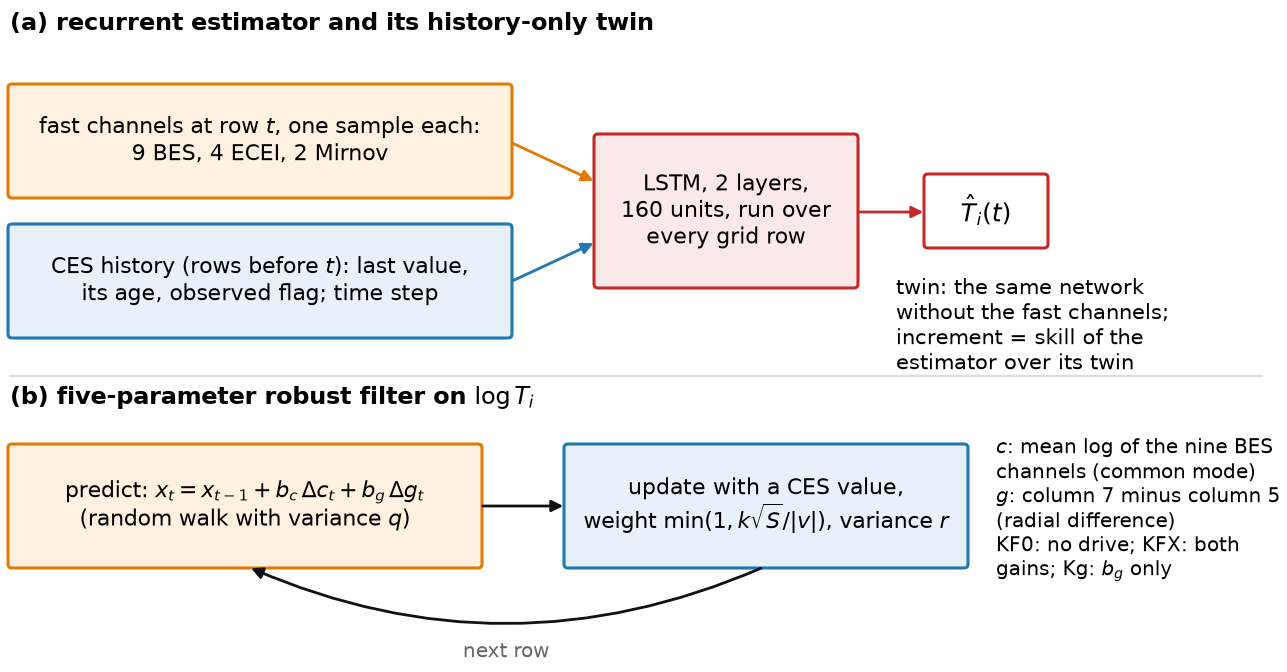 (a) recurrent estimator and its history-only twin
fast channels at row t, one sample each:
9 BES, 4 ECEI, 2 Mirnov
CES history (rows before t): last value,
its age, observed flag; time step
LSTM, 2 layers,
160 units, run over
every grid row
T̂ᵢ(t)
twin: the same network
without the fast channels;
increment = skill of the
estimator over its twin
(b) five-parameter robust filter on log Tᵢ
predict: xₜ = xₜ₋₁ + b_c Δcₜ + b_g Δgₜ
(random walk with variance q)
update with a CES value,
weight min(1, k√S/|v|), variance r
c: mean log of the nine BES
channels (common mode)
g: column 7 minus column 5
(radial difference)
KF0: no drive; KFX: both
gains; Kg: b_g only
next row